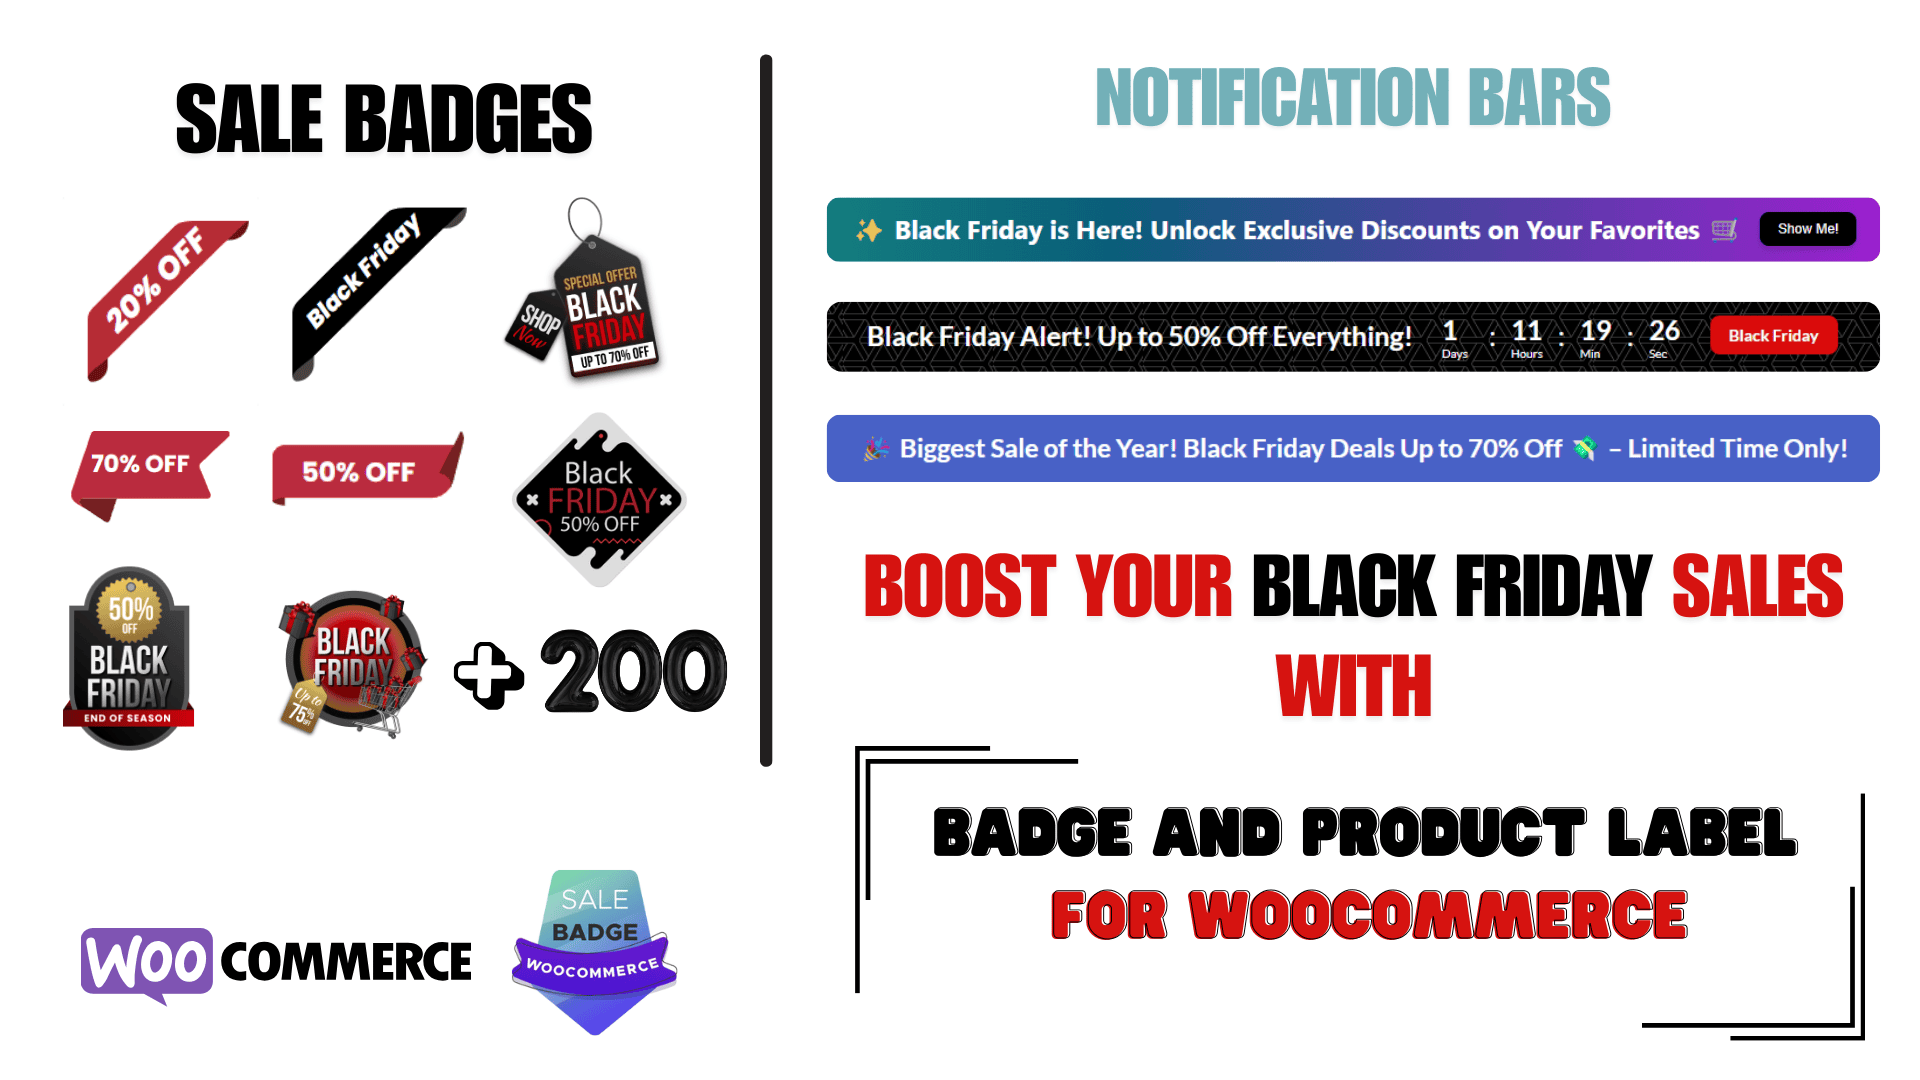 SALE BADGES
20% OFF
Black Friday
SPECIAL OFFER
BLACK
FRIDAY
UP TO 70% OFF
SHOP
Now
70% OFF
50% OFF
Black
FRIDAY
50% OFF
50%
OFF
BLACK
FRIDAY
END OF SEASON
BLACK
FRIDAY
Up to
75%
OFF
+ 200
WOO COMMERCE
SALE
BADGE
WOOCOMMERCE
NOTIFICATION BARS
✨ Black Friday is Here! Unlock Exclusive Discounts on Your Favorites 🛒 Show Me!
Black Friday Alert! Up to 50% Off Everything! 1 : 11 : 19 : 26 Black Friday
Days Hours Min Sec
🎉 Biggest Sale of the Year! Black Friday Deals Up to 70% Off 💸 – Limited Time Only!
BOOST YOUR BLACK FRIDAY SALES
WITH
BADGE AND PRODUCT LABEL
FOR WOOCOMMERCE